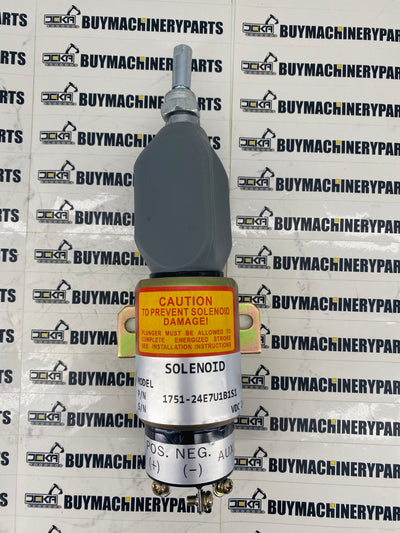 BUYMACHINERYPARTS
DEKA
CAUTION
TO PREVENT SOLENOID
DAMAGE!
PLUNGER MUST BE ALLOWED TO
COMPLETE ENERGIZED STROKE
SEE INSTALLATION INSTRUCTIONS
SOLENOID
MODEL
P/N 1751-24E7U1B1S1
S/N VDC
POS. NEG. AUX
(+) (-)